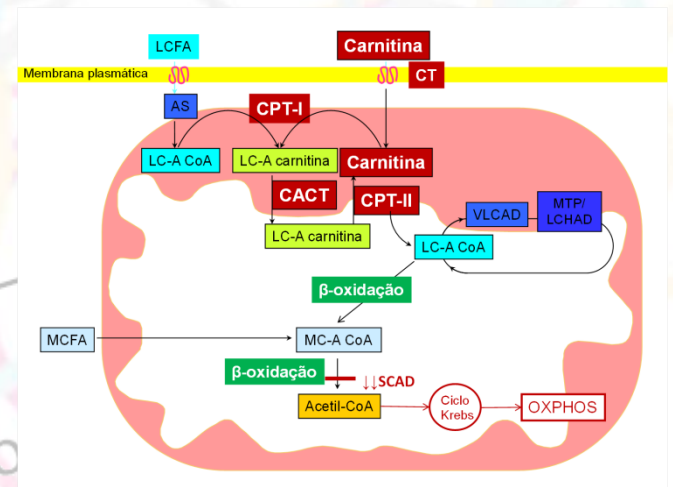 LCFA
Carnitina
Membrana plasmática
CT
AS
CPT-I
LC-A CoA
LC-A carnitina
Carnitina
CACT
CPT-II
VLCAD
MTP/
LCHAD
LC-A carnitina
LC-A CoA
β-oxidação
MCFA
MC-A CoA
β-oxidação
↓↓SCAD
Acetil-CoA
Ciclo
Krebs
OXPHOS